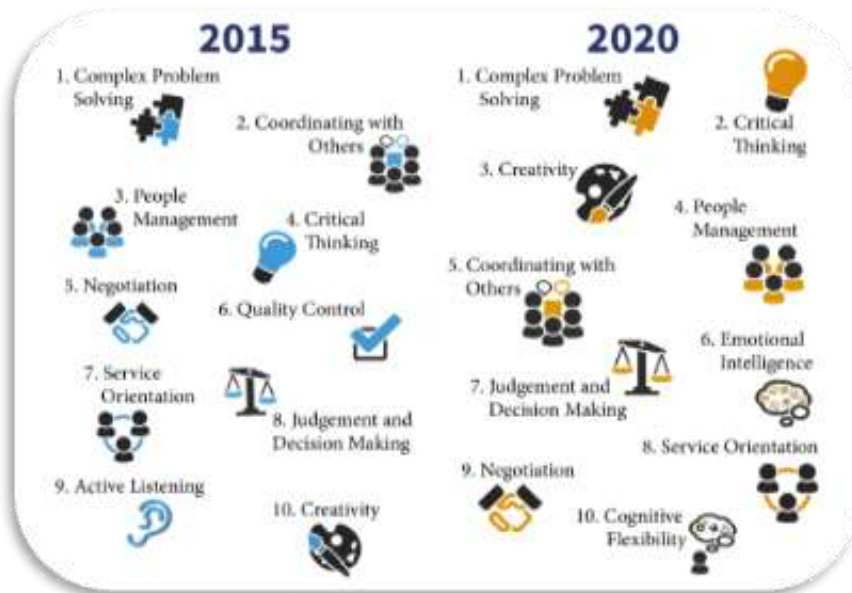 2015
1. Complex Problem
Solving
2. Coordinating with
Others
3. People
Management
4. Critical
Thinking
5. Negotiation
6. Quality Control
7. Service
Orientation
8. Judgement and
Decision Making
9. Active Listening
10. Creativity
2020
1. Complex Problem
Solving
2. Critical
Thinking
3. Creativity
4. People
Management
5. Coordinating with
Others
6. Emotional
Intelligence
7. Judgement and
Decision Making
8. Service Orientation
9. Negotiation
10. Cognitive
Flexibility